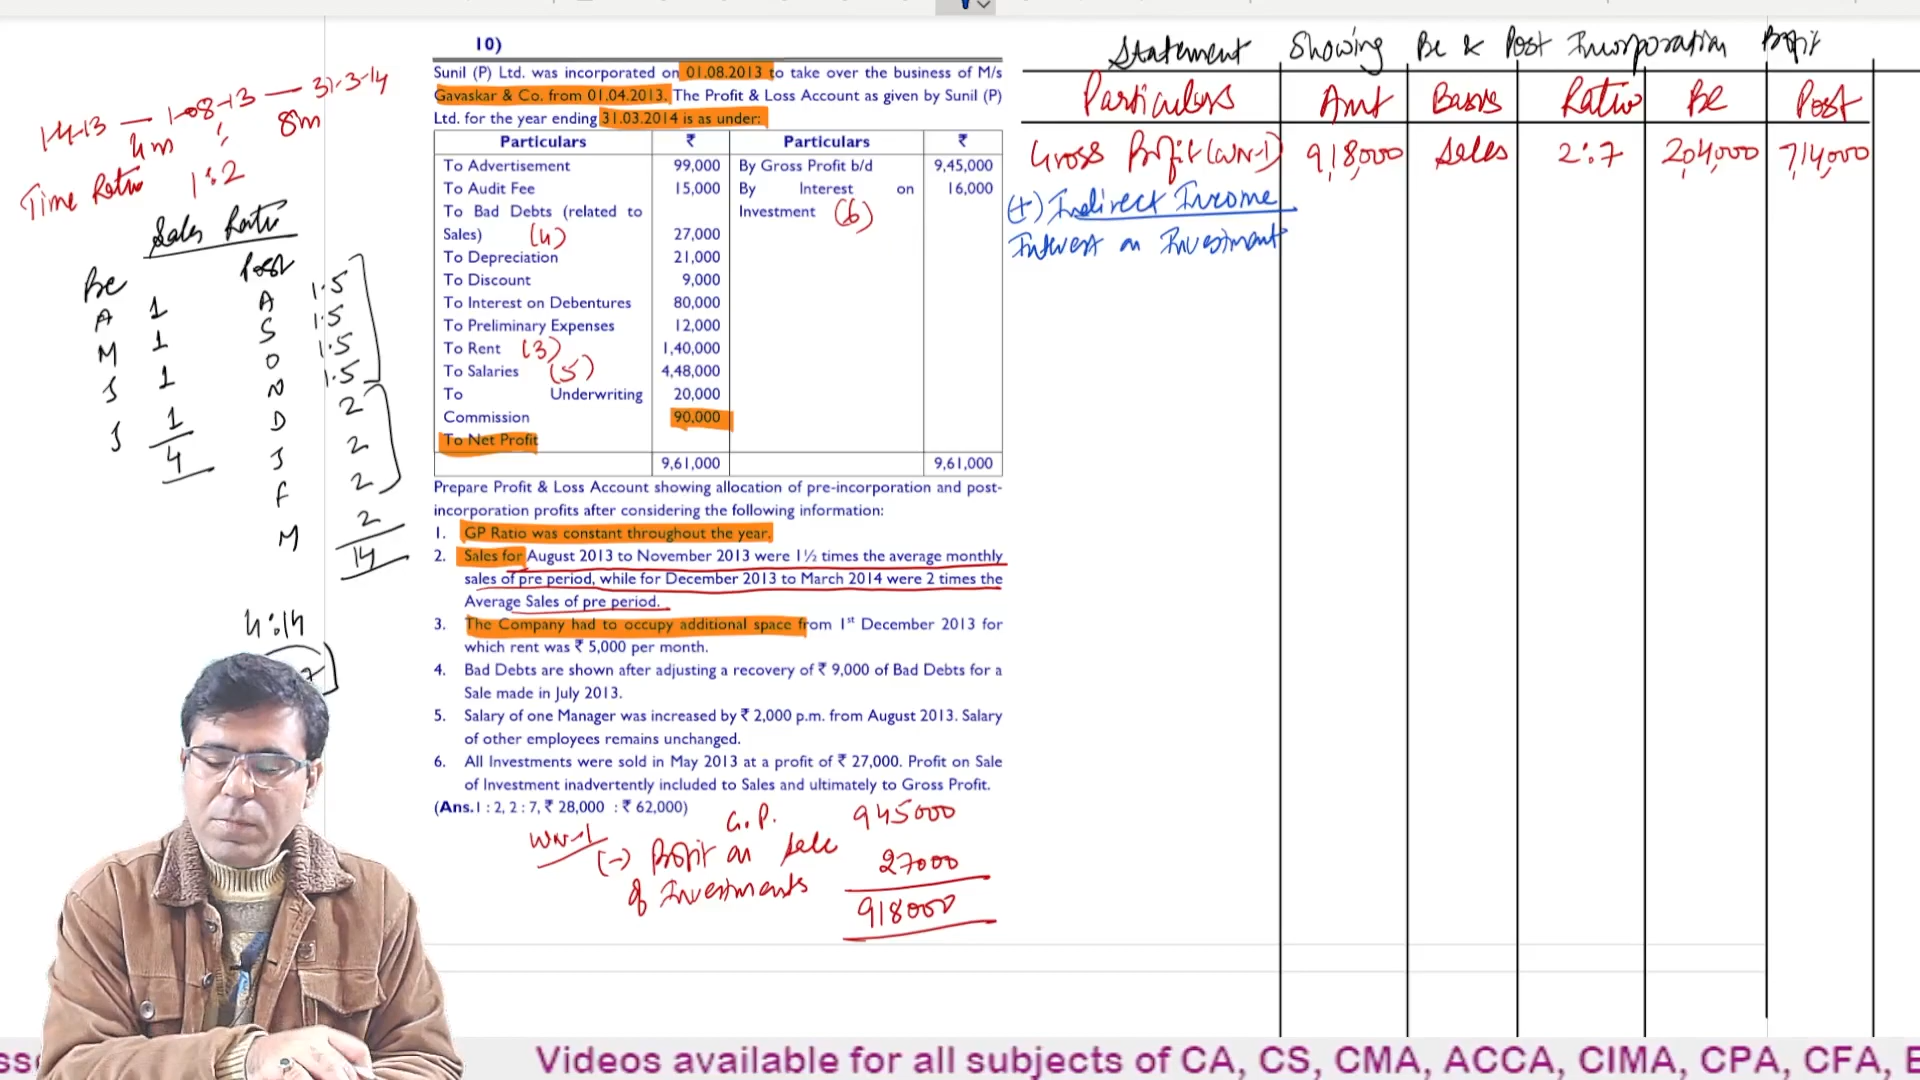 10)
Sunil (P) Ltd. was incorporated on 01.08.2013 to take over the business of M/s
Gavaskar & Co. from 01.04.2013. The Profit & Loss Account as given by Sunil (P)
Ltd. for the year ending 31.03.2014 is as under:
Particulars ₹ Particulars ₹
To Advertisement 99,000 By Gross Profit b/d 9,45,000
To Audit Fee 15,000 By Interest on 16,000
To Bad Debts (related to Investment (6)
Sales) (4) 27,000
To Depreciation 21,000
To Discount 9,000
To Interest on Debentures 80,000
To Preliminary Expenses 12,000
To Rent (3) 1,40,000
To Salaries (5) 4,48,000
To Underwriting 20,000
Commission 90,000
To Net Profit
9,61,000 9,61,000
Prepare Profit & Loss Account showing allocation of pre-incorporation and post-
incorporation profits after considering the following information:
1. GP Ratio was constant throughout the year.
2. Sales for August 2013 to November 2013 were 1½ times the average monthly
sales of pre period, while for December 2013 to March 2014 were 2 times the
Average Sales of pre period.
3. The Company had to occupy additional space from 1st December 2013 for
which rent was ₹ 5,000 per month.
4. Bad Debts are shown after adjusting a recovery of ₹ 9,000 of Bad Debts for a
Sale made in July 2013.
5. Salary of one Manager was increased by ₹ 2,000 p.m. from August 2013. Salary
of other employees remains unchanged.
6. All Investments were sold in May 2013 at a profit of ₹ 27,000. Profit on Sale
of Investment inadvertently included to Sales and ultimately to Gross Profit.
(Ans.1 : 2, 2 : 7, ₹ 28,000 : ₹ 62,000)
WN-1 G.P. 945000
(-) Profit on Sale
of Investments 27000
918000
1-4-13 — 1-08-13 — 31-3-14
4m : 8m
Time Ratio 1:2
Sales Ratio
Pre Post
A 1 A 1.5
M 1 S 1.5
J 1 O 1.5
J 1 N 1.5
4 D 2
J 2
F 2
M 2
14
4:14
Statement Showing Pre & Post Incorporation Profit
Particulars Amt Basis Ratio Pre Post
Gross Profit (WN-1) 9,18,000 Sales 2:7 2,04,000 7,14,000
(+) Indirect Income
Interest on Investment
Videos available for all subjects of CA, CS, CMA, ACCA, CIMA, CPA, CFA,